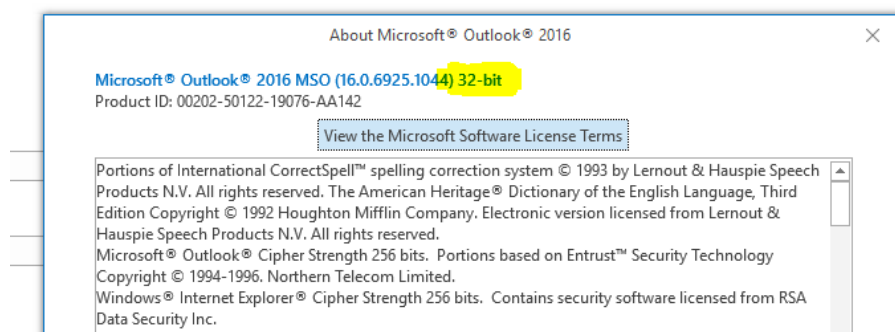 About Microsoft® Outlook® 2016
Microsoft® Outlook® 2016 MSO (16.0.6925.1044) 32-bit
Product ID: 00202-50122-19076-AA142
View the Microsoft Software License Terms
Portions of International CorrectSpell™ spelling correction system © 1993 by Lernout & Hauspie Speech
Products N.V. All rights reserved. The American Heritage® Dictionary of the English Language, Third
Edition Copyright © 1992 Houghton Mifflin Company. Electronic version licensed from Lernout &
Hauspie Speech Products N.V. All rights reserved.
Microsoft® Outlook® Cipher Strength 256 bits.  Portions based on Entrust™ Security Technology
Copyright © 1994-1996. Northern Telecom Limited.
Windows® Internet Explorer® Cipher Strength 256 bits.  Contains security software licensed from RSA
Data Security Inc.